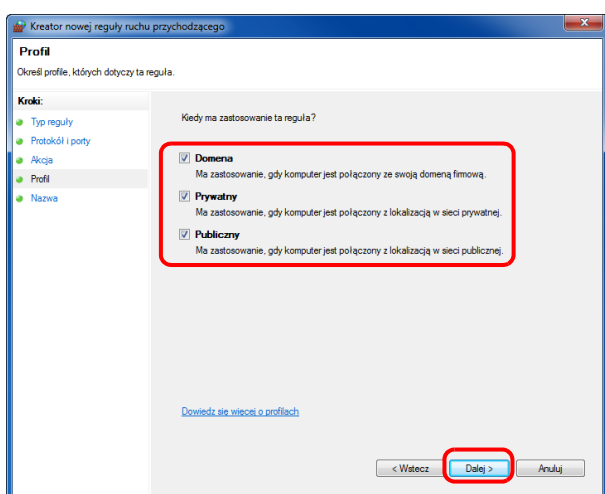 Kreator nowej reguły ruchu przychodzącego
Profil
Określ profile, których dotyczy ta reguła.
Kroki:
Typ reguły
Protokół i porty
Akcja
Profil
Nazwa
Kiedy ma zastosowanie ta reguła?
Domena
Ma zastosowanie, gdy komputer jest połączony ze swoją domeną firmową.
Prywatny
Ma zastosowanie, gdy komputer jest połączony z lokalizacją w sieci prywatnej.
Publiczny
Ma zastosowanie, gdy komputer jest połączony z lokalizacją w sieci publicznej.
Dowiedz się więcej o profilach
< Wstecz
Dalej >
Anuluj